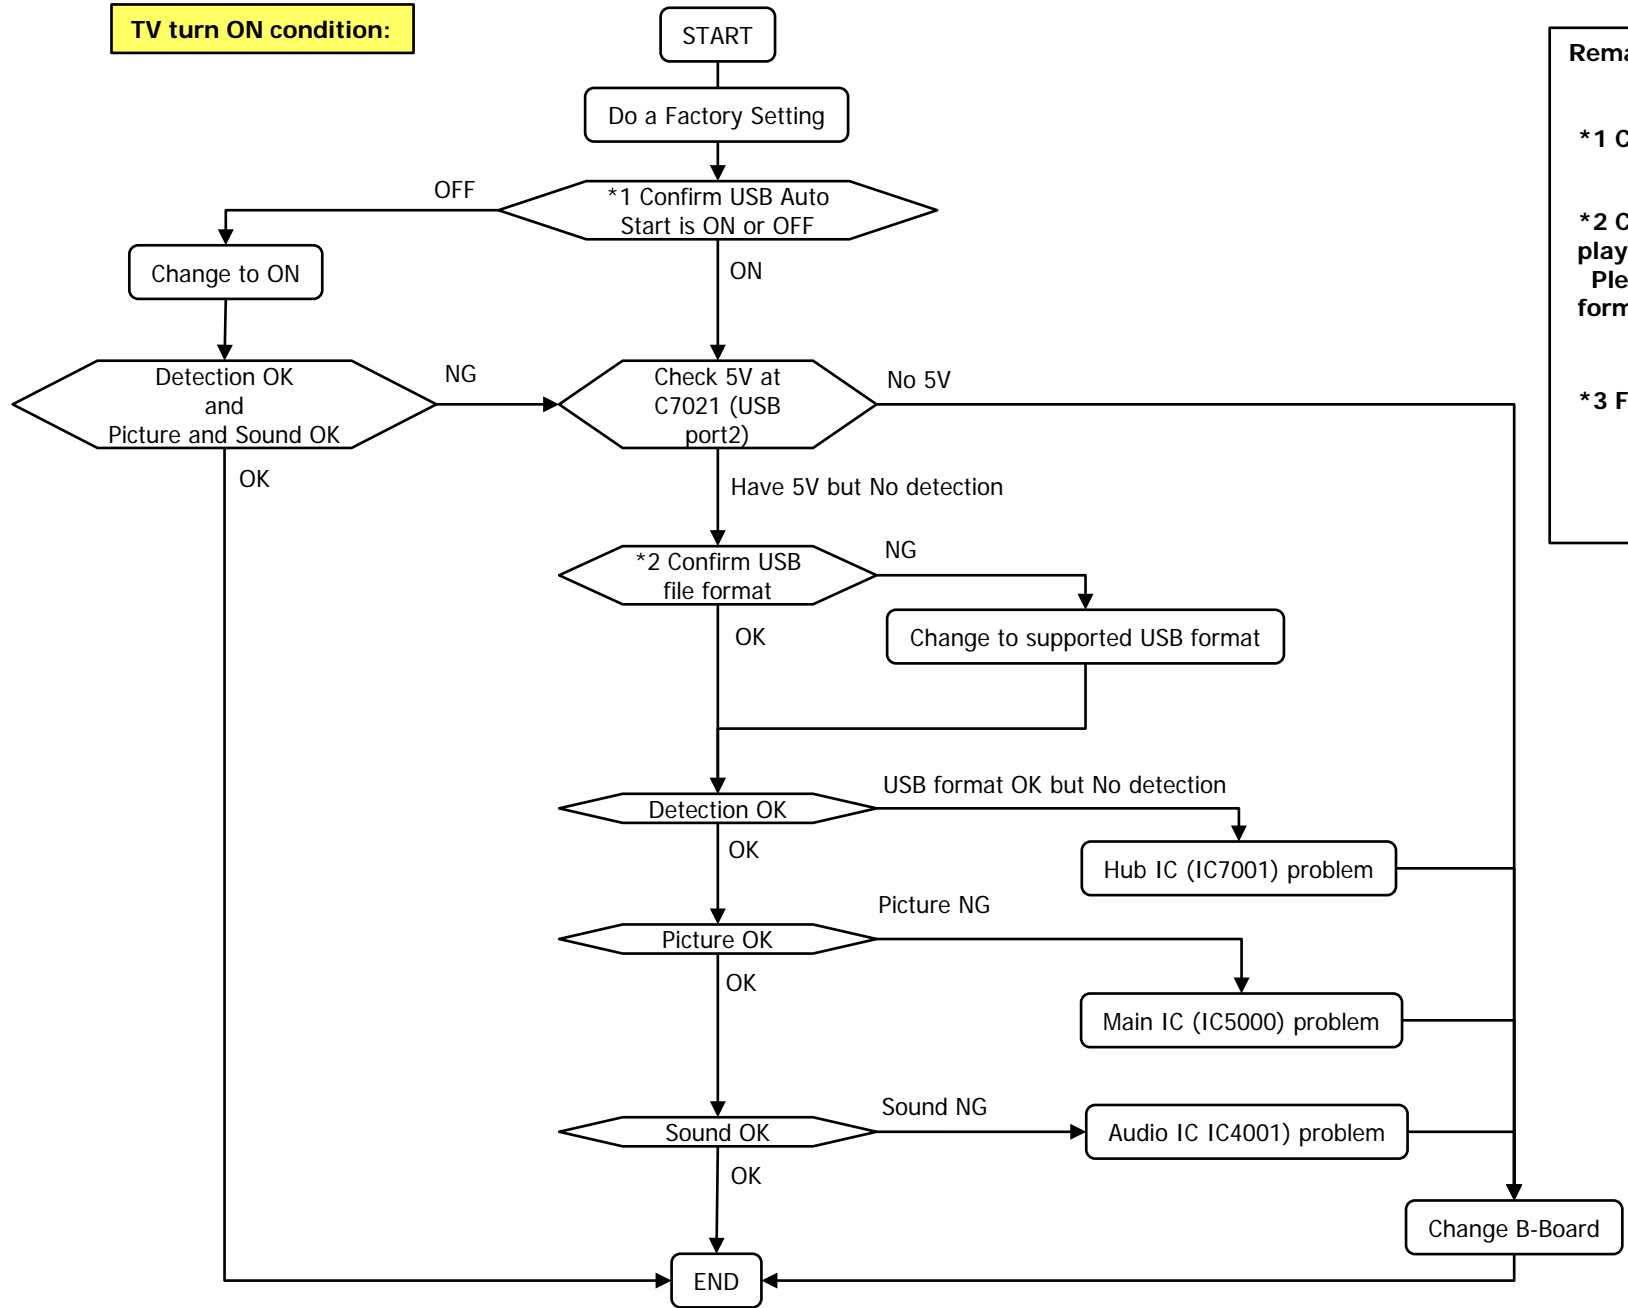 TV turn ON condition:
START
Do a Factory Setting
*1 Confirm USB Auto
Start is ON or OFF
OFF
ON
Change to ON
Detection OK
and
Picture and Sound OK
NG
OK
Check 5V at
C7021 (USB
port2)
No 5V
Have 5V but No detection
*2 Confirm USB
file format
NG
OK
Change to supported USB format
Detection OK
USB format OK but No detection
OK
Hub IC (IC7001) problem
Picture OK
Picture NG
OK
Main IC (IC5000) problem
Sound OK
Sound NG
OK
Audio IC IC4001) problem
Change B-Board
END
*1
*2
play
*3